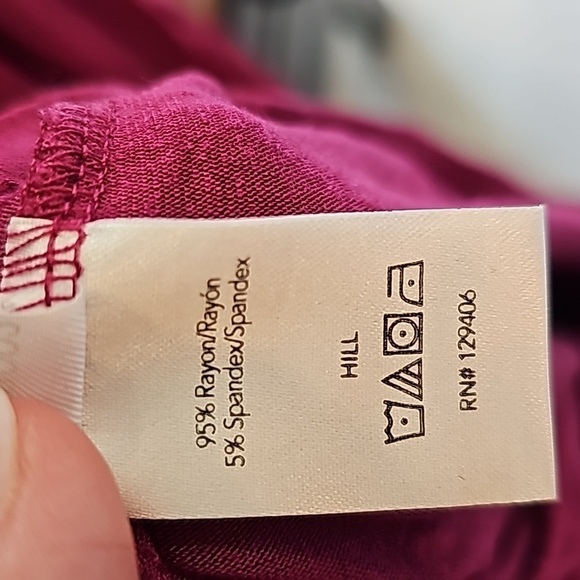 95% Rayon/Rayón
5% Spandex/Spandex
HILL
RN# 129406